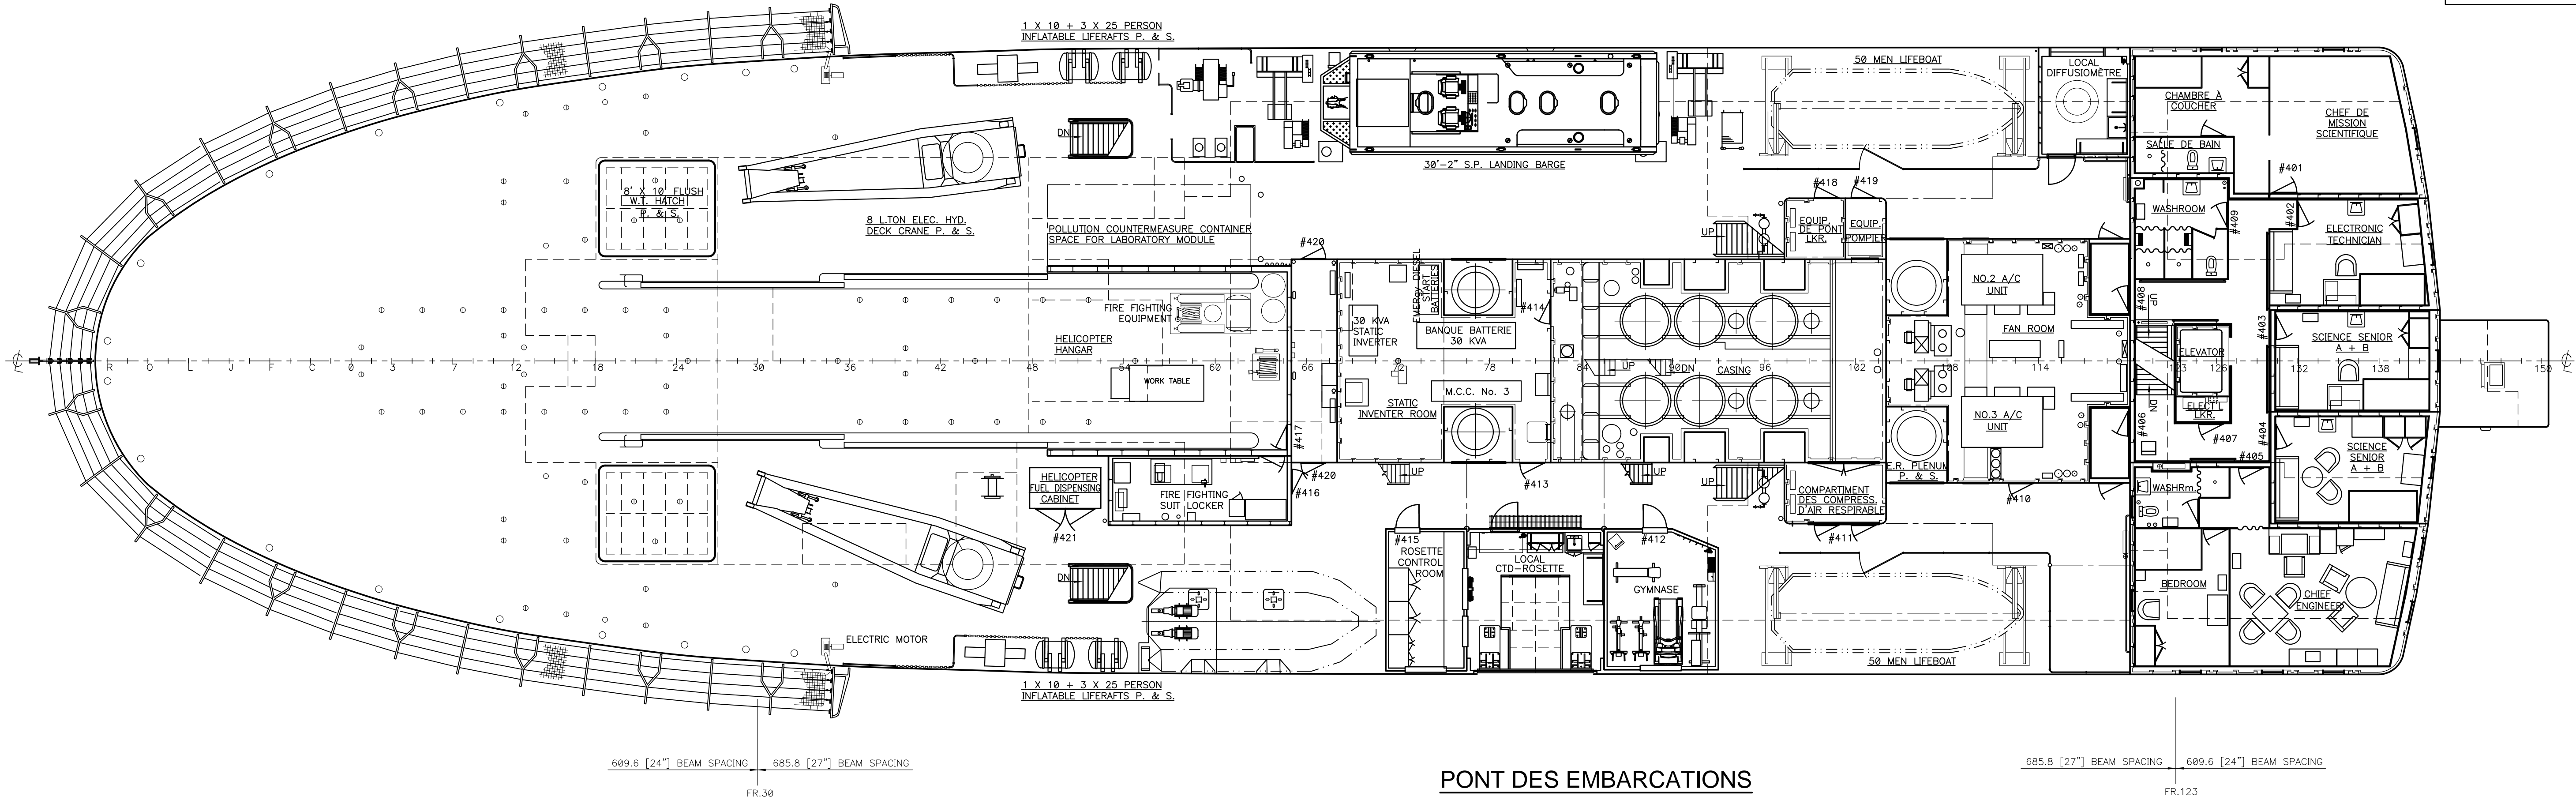 1 X 10 + 3 X 25 PERSON
INFLATABLE LIFERAFTS P. & S.
50 MEN LIFEBOAT
LOCAL
DIFFUSIOMÈTRE
CHAMBRE À
COUCHER
CHEF DE
MISSION
SCIENTIFIQUE
SALLE DE BAIN
#401
DN
30'-2" S.P. LANDING BARGE
8' X 10' FLUSH
W.T. HATCH
P. & S.
8 L.TON ELEC. HYD.
DECK CRANE P. & S.
POLLUTION COUNTERMEASURE CONTAINER
SPACE FOR LABORATORY MODULE
#420
UP
#418
#419
EQUIP.
DE PONT
LKR.
EQUIP.
POMPIER
WASHROOM
#409
#402
ELECTRONIC
TECHNICIAN
FIRE FIGHTING
EQUIPMENT
HELICOPTER
HANGAR
WORK TABLE
30 KVA
STATIC
INVERTER
EMERgy DIESEL
START
BATTERIES
BANQUE BATTERIE
30 KVA
#414
M.C.C. No. 3
STATIC
INVENTER ROOM
UP
DN
CASING
NO.2 A/C
UNIT
FAN ROOM
NO.3 A/C
UNIT
#408
UP
ELEVATOR
#403
SCIENCE SENIOR
A + B
R O L J F C 0 3 7 12 18 24 30 36 42 48 54 60 66 72 78 84 90 96 102 108 114 123 126 132 138 150
DN
#406
ELECT'L
LKR.
#407
#404
#405
SCIENCE
SENIOR
A + B
#417
#420
#416
HELICOPTER
FUEL DISPENSING
CABINET
#421
FIRE FIGHTING
SUIT LOCKER
UP
#413
UP
UP
COMPARTIMENT
DES COMPRESS.
D'AIR RESPIRABLE
#411
E.R. PLENUM
P. & S.
#410
WASHRm.
#415
ROSETTE
CONTROL
ROOM
LOCAL
CTD-ROSETTE
#412
GYMNASE
BEDROOM
CHIEF
ENGINEER
DN
ELECTRIC MOTOR
50 MEN LIFEBOAT
1 X 10 + 3 X 25 PERSON
INFLATABLE LIFERAFTS P. & S.
609.6 [24"] BEAM SPACING
685.8 [27"] BEAM SPACING
FR.30
PONT DES EMBARCATIONS
685.8 [27"] BEAM SPACING
609.6 [24"] BEAM SPACING
FR.123